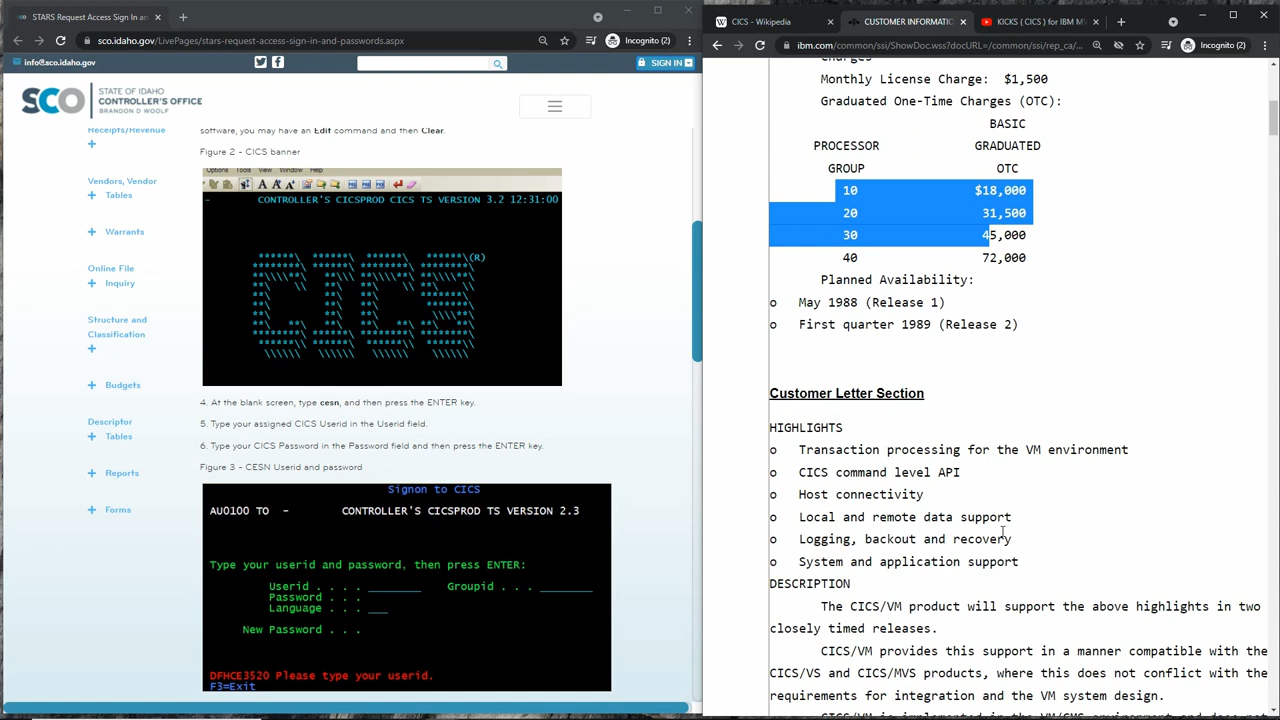 STARS Request Access Sign In an
sco.idaho.gov/LivePages/stars-request-access-sign-in-and-passwords.aspx
Incognito (2)
info@sco.idaho.gov
SIGN IN
SCO
STATE OF IDAHO
CONTROLLER'S OFFICE
BRANDON D WOOLF
Receipts/Revenue
Vendors, Vendor
Tables
Warrants
Online File
Inquiry
Structure and
Classification
Budgets
Descriptor
Tables
Reports
Forms
software, you may have an Edit command and then Clear.
Figure 2 - CICS banner
Options Tools View Window Help
- CONTROLLER'S CICSPROD CICS TS VERSION 3.2 12:31:00
CICS
(R)
4. At the blank screen, type cesn, and then press the ENTER key.
5. Type your assigned CICS Userid in the Userid field.
6. Type your CICS Password in the Password field and then press the ENTER key.
Figure 3 - CESN Userid and password
Signon to CICS
AU0100 TO - CONTROLLER'S CICSPROD TS VERSION 2.3
Type your userid and password, then press ENTER:
Userid . . . . Groupid . . .
Password . . .
Language . . .
New Password . . .
DFHCE3520 Please type your userid.
F3=Exit
CICS - Wikipedia
CUSTOMER INFORMATIO
KICKS ( CICS ) for IBM M
ibm.com/common/ssi/ShowDoc.wss?docURL=/common/ssi/rep_ca/
Incognito (2)
Charges
Monthly License Charge: $1,500
Graduated One-Time Charges (OTC):
BASIC
PROCESSOR GRADUATED
GROUP OTC
10 $18,000
20 31,500
30 45,000
40 72,000
Planned Availability:
o May 1988 (Release 1)
o First quarter 1989 (Release 2)
Customer Letter Section
HIGHLIGHTS
o Transaction processing for the VM environment
o CICS command level API
o Host connectivity
o Local and remote data support
o Logging, backout and recovery
o System and application support
DESCRIPTION
The CICS/VM product will support the above highlights in two
closely timed releases.
CICS/VM provides this support in a manner compatible with the
CICS/VS and CICS/MVS products, where this does not conflict with the
requirements for integration and the VM system design.